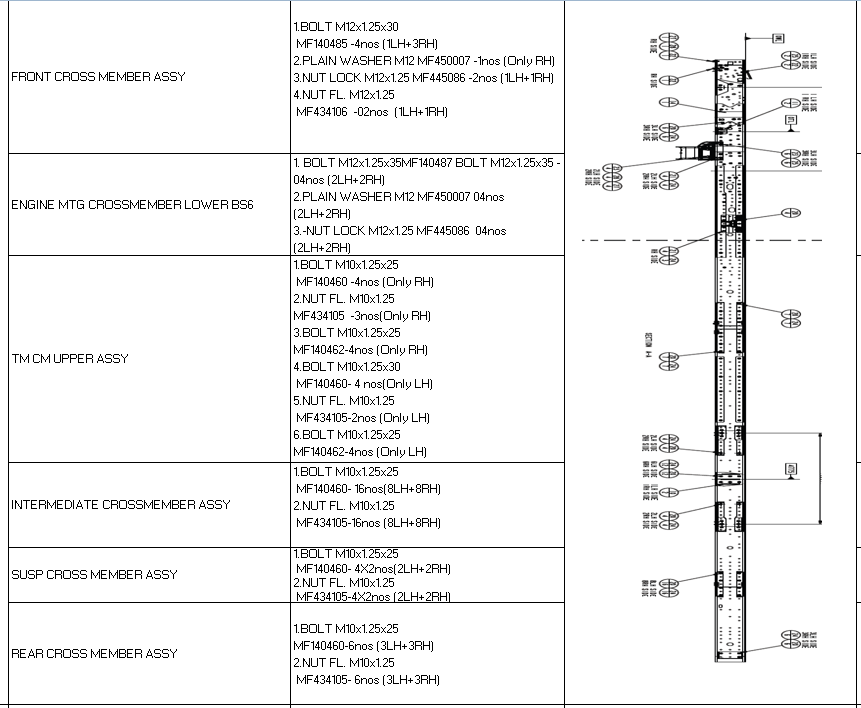 FRONT CROSS MEMBER ASSY
1.BOLT M12x1.25x30
MF140485 -4nos (1LH+3RH)
2.PLAIN WASHER M12 MF450007 -1nos (Only RH)
3.NUT LOCK M12x1.25 MF445086 -2nos (1LH+1RH)
4.NUT FL. M12x1.25
MF434106 -02nos (1LH+1RH)
ENGINE MTG CROSSMEMBER LOWER BS6
1. BOLT M12x1.25x35MF140487 BOLT M12x1.25x35 -
04nos (2LH+2RH)
2.PLAIN WASHER M12 MF450007 04nos
(2LH+2RH)
3.-NUT LOCK M12x1.25 MF445086 04nos
(2LH+2RH)
TM CM UPPER ASSY
1.BOLT M10x1.25x25
MF140460 -4nos (Only RH)
2.NUT FL. M10x1.25
MF434105 -3nos(Only RH)
3.BOLT M10x1.25x25
MF140462-4nos (Only RH)
4.BOLT M10x1.25x30
MF140460- 4 nos(Only LH)
5.NUT FL. M10x1.25
MF434105-2nos (Only LH)
6.BOLT M10x1.25x25
MF140462-4nos (Only LH)
INTERMEDIATE CROSSMEMBER ASSY
1.BOLT M10x1.25x25
MF140460- 16nos(8LH+8RH)
2.NUT FL. M10x1.25
MF434105-16nos (8LH+8RH)
SUSP CROSS MEMBER ASSY
1.BOLT M10x1.25x25
MF140460- 4X2nos(2LH+2RH)
2.NUT FL. M10x1.25
MF434105-4X2nos (2LH+2RH)
REAR CROSS MEMBER ASSY
1.BOLT M10x1.25x25
MF140460-6nos (3LH+3RH)
2.NUT FL. M10x1.25
MF434105- 6nos (3LH+3RH)